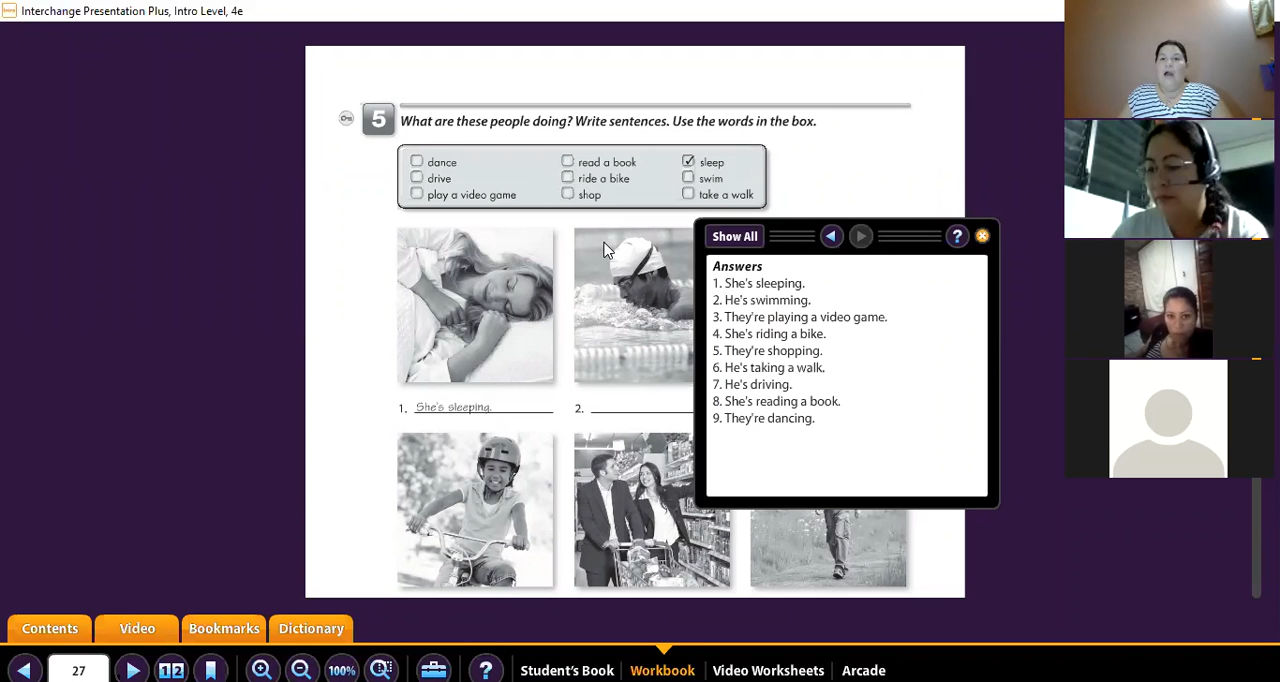 Interchange Presentation Plus, Intro Level, 4e
5 What are these people doing? Write sentences. Use the words in the box.
dance read a book sleep
drive ride a bike swim
play a video game shop take a walk
Show All ?
Answers
1. She's sleeping.
2. He's swimming.
3. They're playing a video game.
4. She's riding a bike.
5. They're shopping.
6. He's taking a walk.
7. He's driving.
8. She's reading a book.
9. They're dancing.
1. She's sleeping. 2.
Contents Video Bookmarks Dictionary
27 1 2 100% ? Student's Book Workbook Video Worksheets Arcade